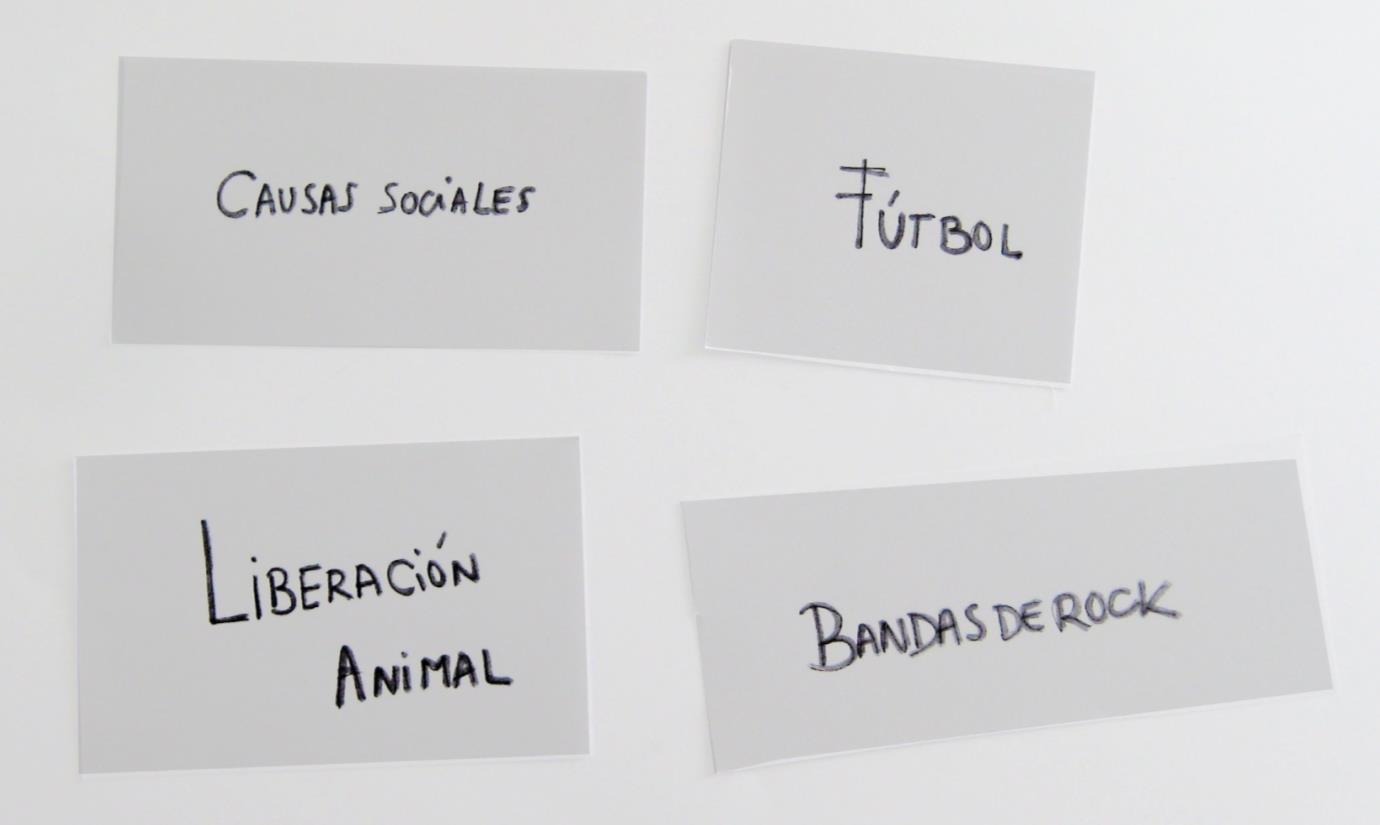 Causas sociales
Fútbol
Liberación
Animal
Bandas de rock